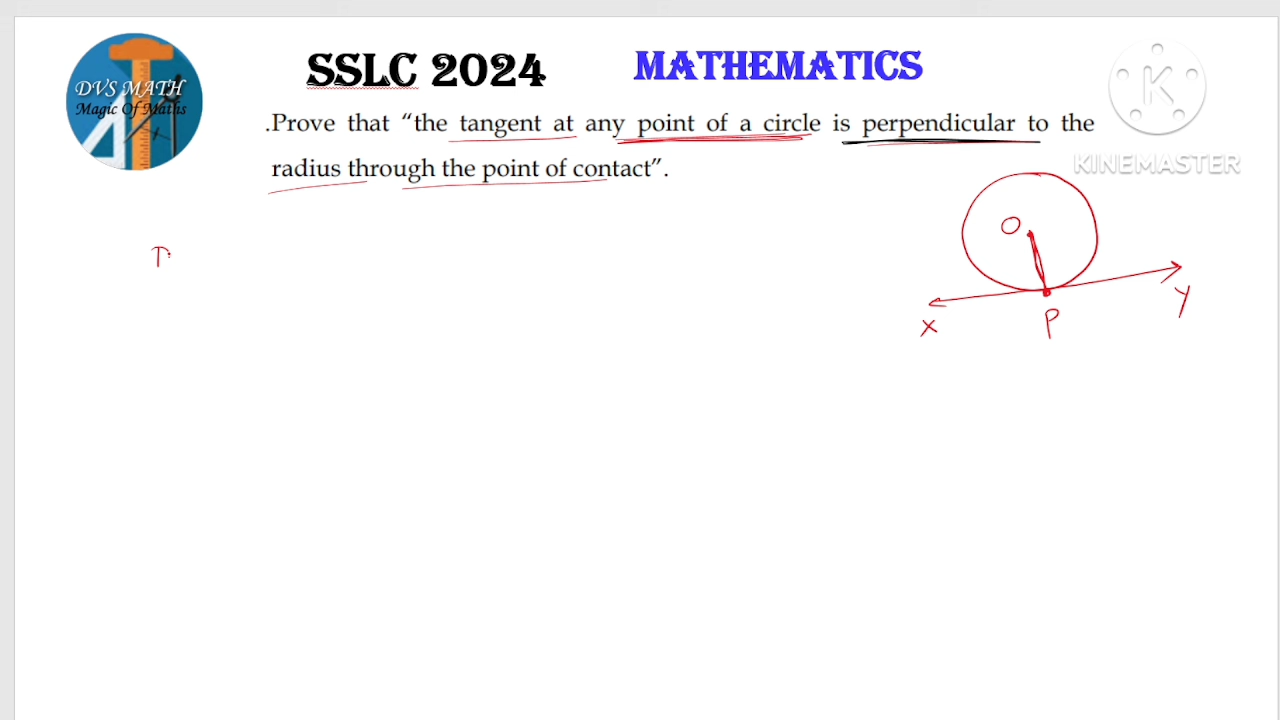 DVS MATH
Magic Of Maths
SSLC 2024 MATHEMATICS
K
KINEMASTER
.Prove that “the tangent at any point of a circle is perpendicular to the
radius through the point of contact”.
O
X
P
Y